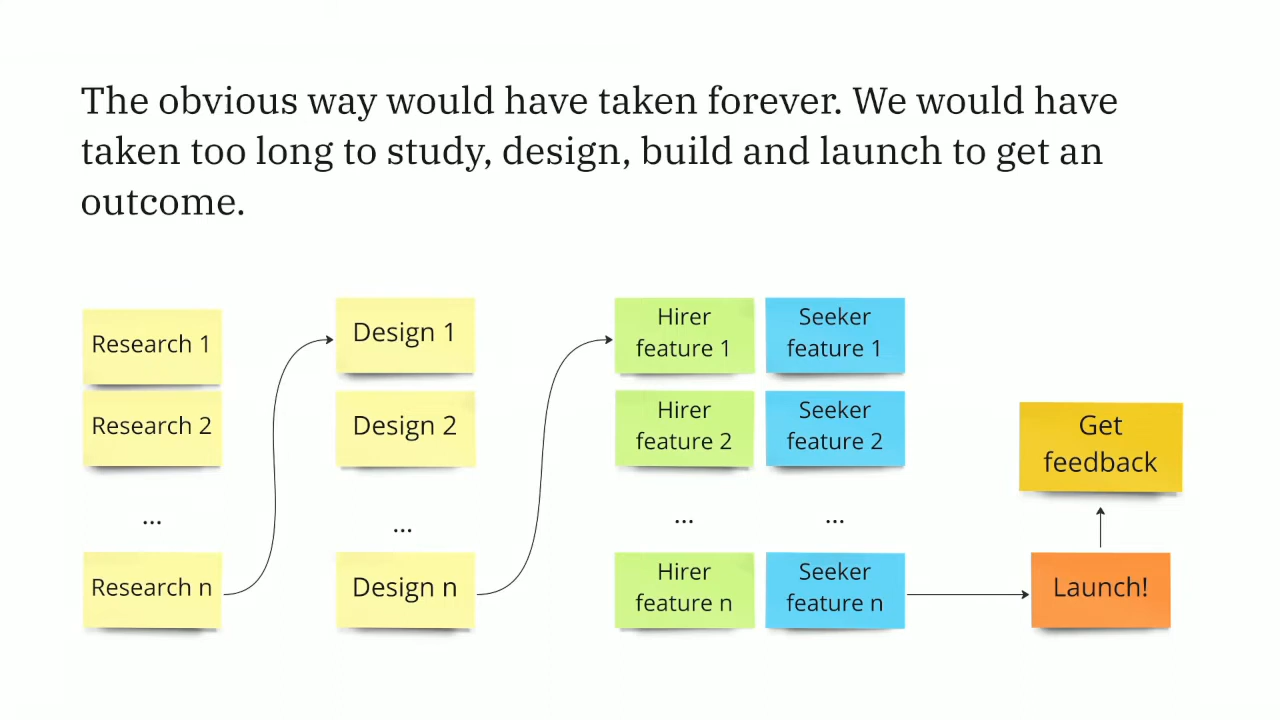 The obvious way would have taken forever. We would have
taken too long to study, design, build and launch to get an
outcome.
Research 1
Research 2
...
Research n
Design 1
Design 2
...
Design n
Hirer
feature 1
Hirer
feature 2
...
Hirer
feature n
Seeker
feature 1
Seeker
feature 2
...
Seeker
feature n
Launch!
Get
feedback